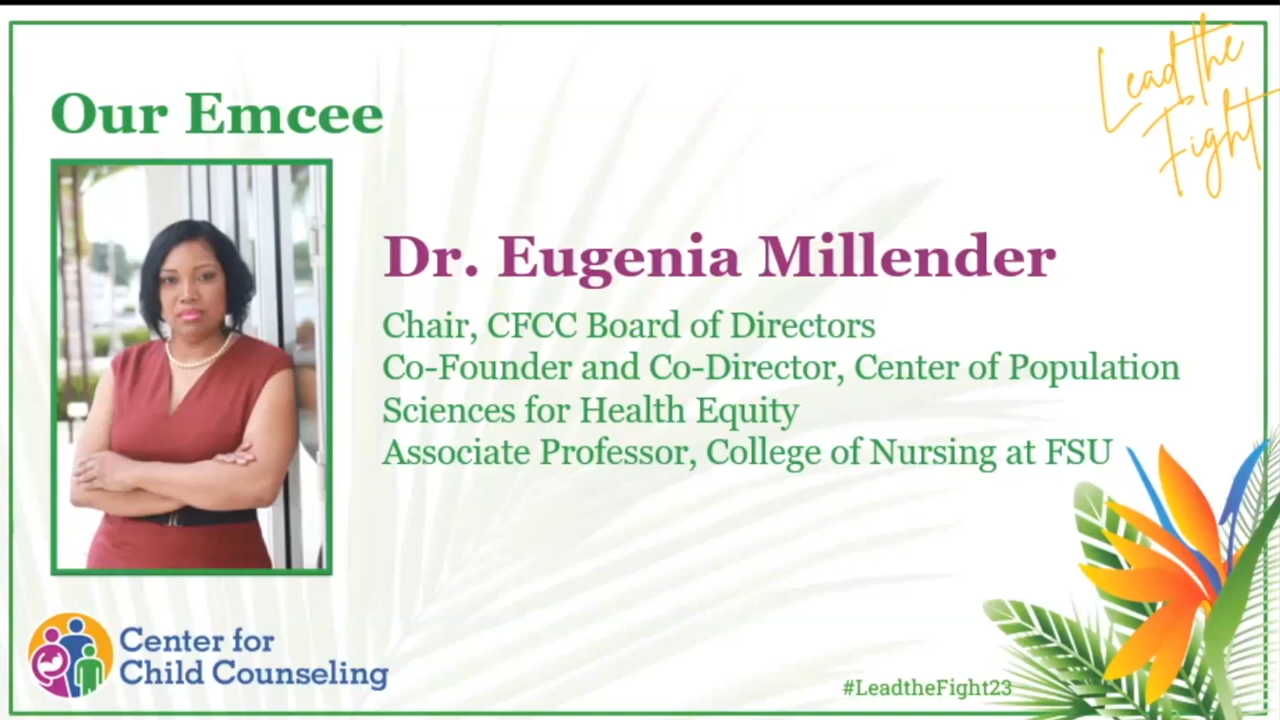 Lead the
Fight
Our Emcee
Dr. Eugenia Millender
Chair, CFCC Board of Directors
Co-Founder and Co-Director, Center of Population
Sciences for Health Equity
Associate Professor, College of Nursing at FSU
Center for
Child Counseling
#LeadtheFight23